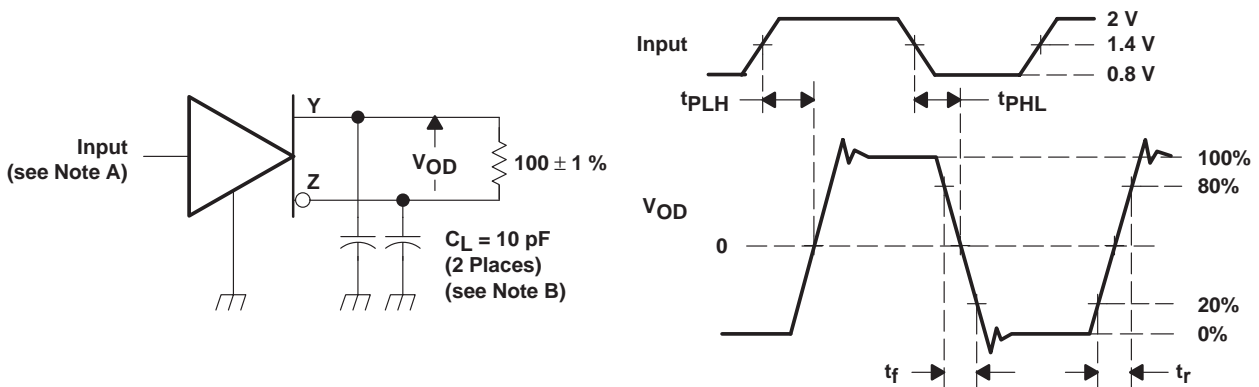 Input
(see Note A)
Y
Z
VOD
100 ± 1 %
CL = 10 pF
(2 Places)
(see Note B)
Input
2 V
1.4 V
0.8 V
tPLH
tPHL
VOD
0
100%
80%
20%
0%
tf
tr